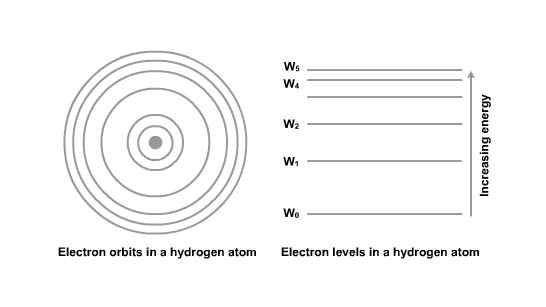 W5
W4
W2
W1
W0
Increasing energy
Electron orbits in a hydrogen atom
Electron levels in a hydrogen atom